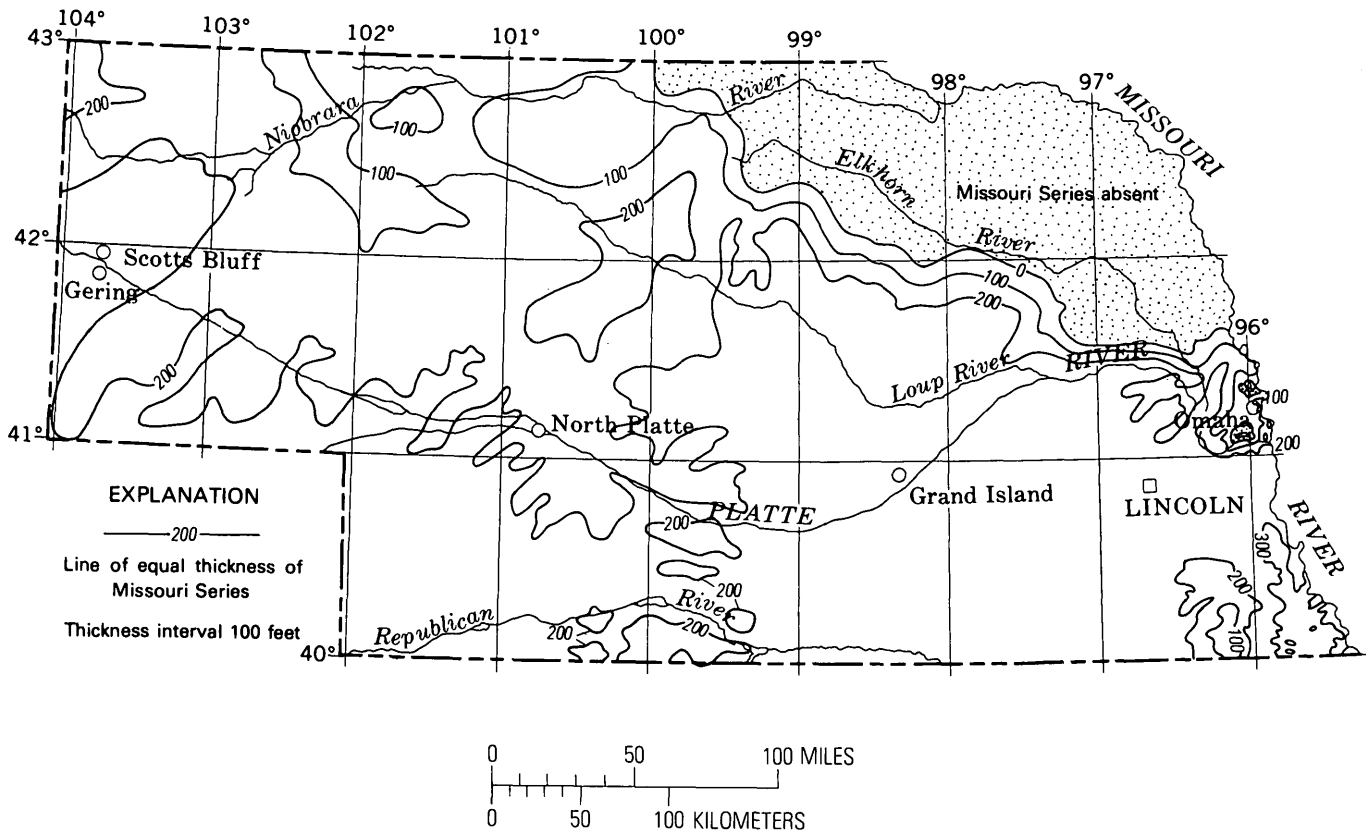 104°
103°
102°
101°
100°
99°
98°
97°
96°
43°
42°
41°
40°
MISSOURI
RIVER
Niobrara
River
Elkhorn
River
Missouri Series absent
200
100
100
100
200
0
100
200
Scotts Bluff
Gering
200
Loup River
RIVER
North Platte
Omaha
100
200
Grand Island
LINCOLN
PLATTE
200
200
Republican
River
200
200
200
100
300
EXPLANATION
200
Line of equal thickness of
Missouri Series
Thickness interval 100 feet
0 50 100 MILES
0 50 100 KILOMETERS